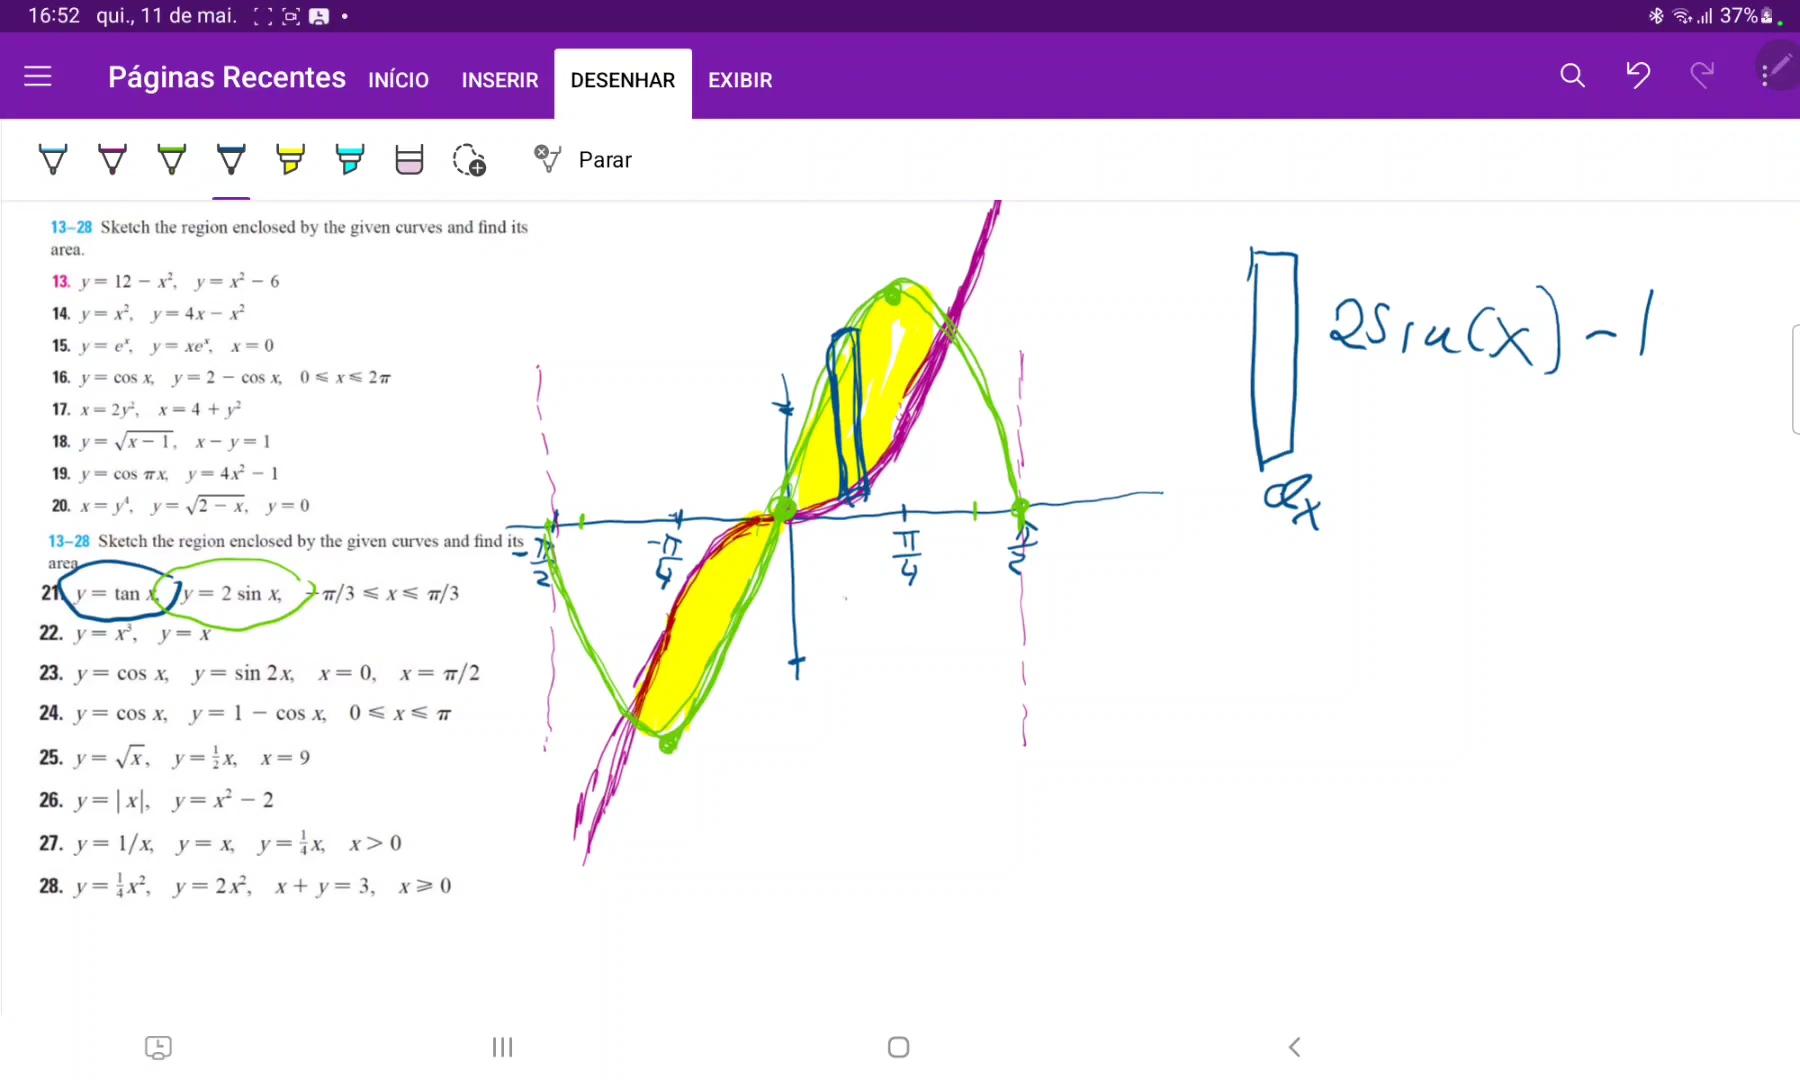 16:52 qui., 11 de mai.
37%
Páginas Recentes INÍCIO INSERIR DESENHAR EXIBIR
Parar
13–28 Sketch the region enclosed by the given curves and find its
area.
13. y = 12 − x², y = x² − 6
14. y = x², y = 4x − x²
15. y = eˣ, y = xeˣ, x = 0
16. y = cos x, y = 2 − cos x, 0 ⩽ x ⩽ 2π
17. x = 2y², x = 4 + y²
18. y = √(x − 1), x − y = 1
19. y = cos πx, y = 4x² − 1
20. x = y⁴, y = √(2 − x), y = 0
13–28 Sketch the region enclosed by the given curves and find its
area
21. y = tan x, y = 2 sin x, −π/3 ⩽ x ⩽ π/3
22. y = x³, y = x
23. y = cos x, y = sin 2x, x = 0, x = π/2
24. y = cos x, y = 1 − cos x, 0 ⩽ x ⩽ π
25. y = √x, y = ½x, x = 9
26. y = |x|, y = x² − 2
27. y = 1/x, y = x, y = ¼x, x > 0
28. y = ¼x², y = 2x², x + y = 3, x ⩾ 0
-π/2 -π/4 π/4 π/2
2Sin(x) - 1
dx